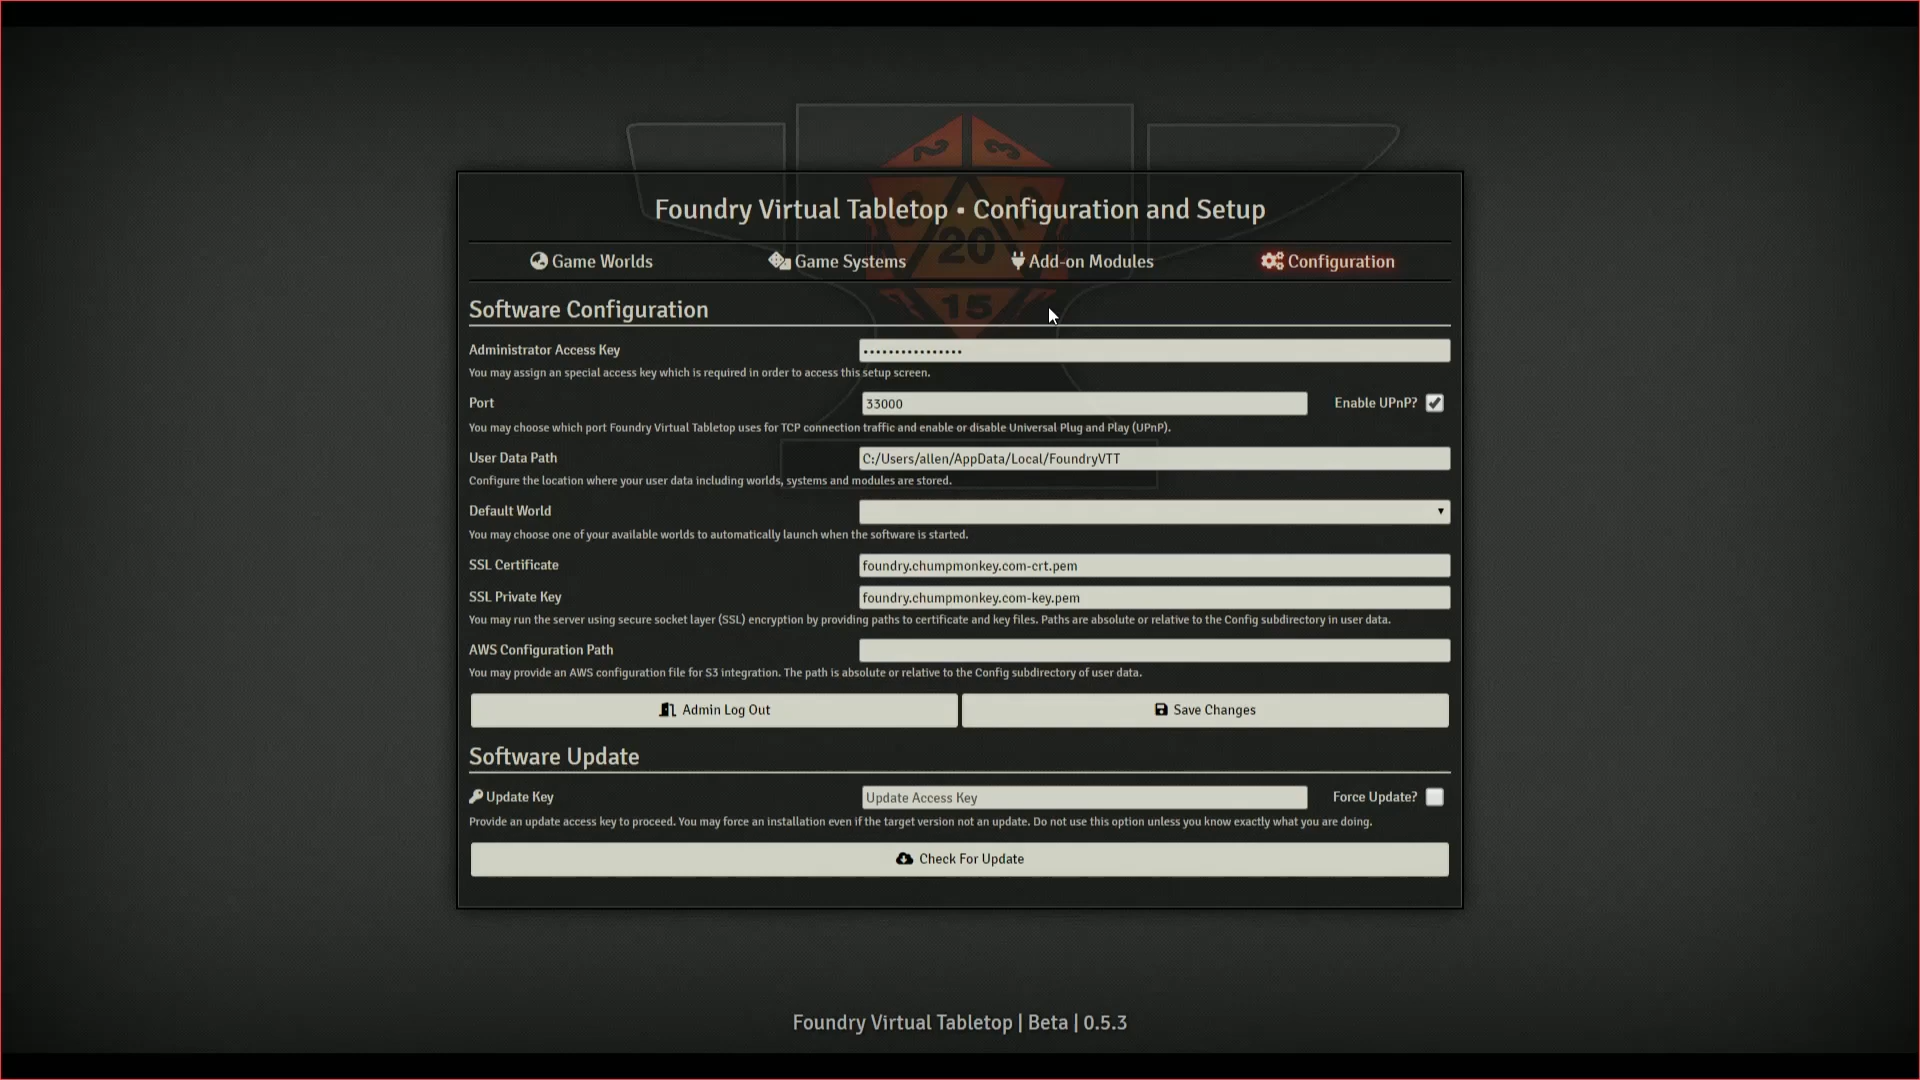 Foundry Virtual Tabletop • Configuration and Setup
Game Worlds Game Systems Add-on Modules Configuration
Software Configuration
Administrator Access Key ••••••••••••••••
You may assign an special access key which is required in order to access this setup screen.
Port 33000 Enable UPnP?
You may choose which port Foundry Virtual Tabletop uses for TCP connection traffic and enable or disable Universal Plug and Play (UPnP).
User Data Path C:/Users/allen/AppData/Local/FoundryVTT
Configure the location where your user data including worlds, systems and modules are stored.
Default World
You may choose one of your available worlds to automatically launch when the software is started.
SSL Certificate foundry.chumpmonkey.com-crt.pem
SSL Private Key foundry.chumpmonkey.com-key.pem
You may run the server using secure socket layer (SSL) encryption by providing paths to certificate and key files. Paths are absolute or relative to the Config subdirectory in user data.
AWS Configuration Path
You may provide an AWS configuration file for S3 integration. The path is absolute or relative to the Config subdirectory of user data.
Admin Log Out Save Changes
Software Update
Update Key Update Access Key Force Update?
Provide an update access key to proceed. You may force an installation even if the target version not an update. Do not use this option unless you know exactly what you are doing.
Check For Update
Foundry Virtual Tabletop | Beta | 0.5.3
2 3
20
15